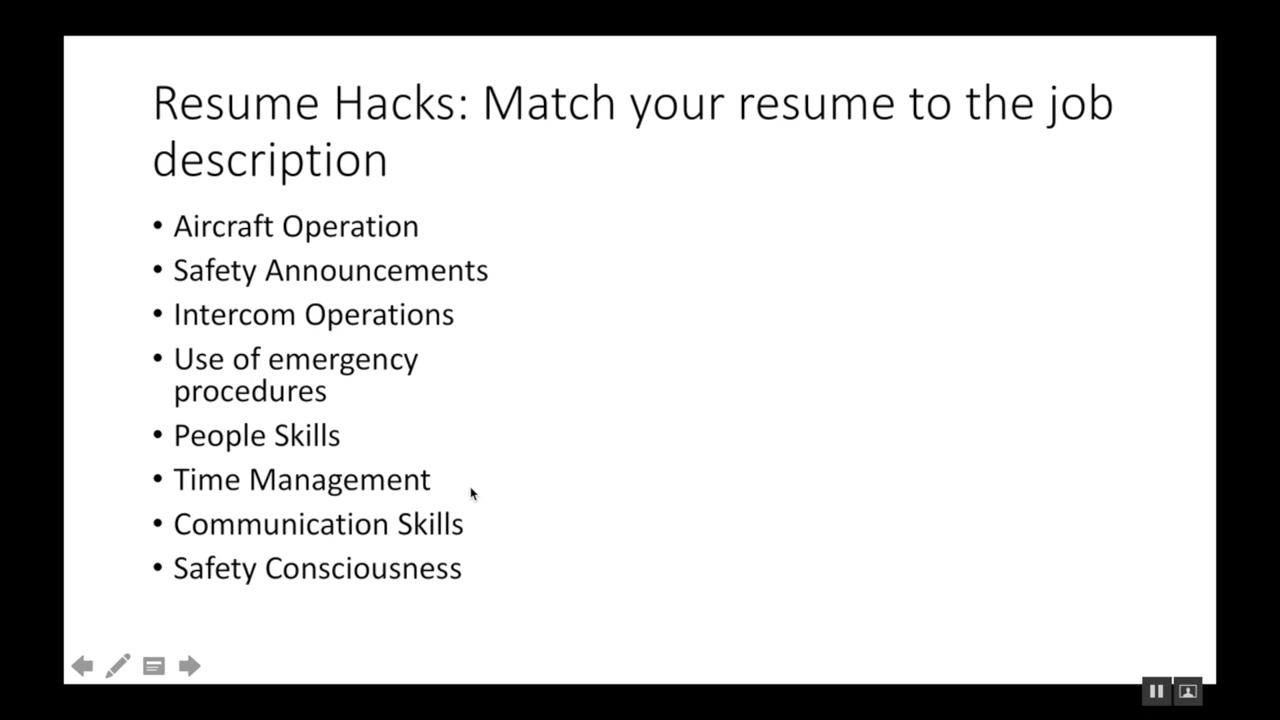 Resume Hacks: Match your resume to the job
description
• Aircraft Operation
• Safety Announcements
• Intercom Operations
• Use of emergency
procedures
• People Skills
• Time Management
• Communication Skills
• Safety Consciousness